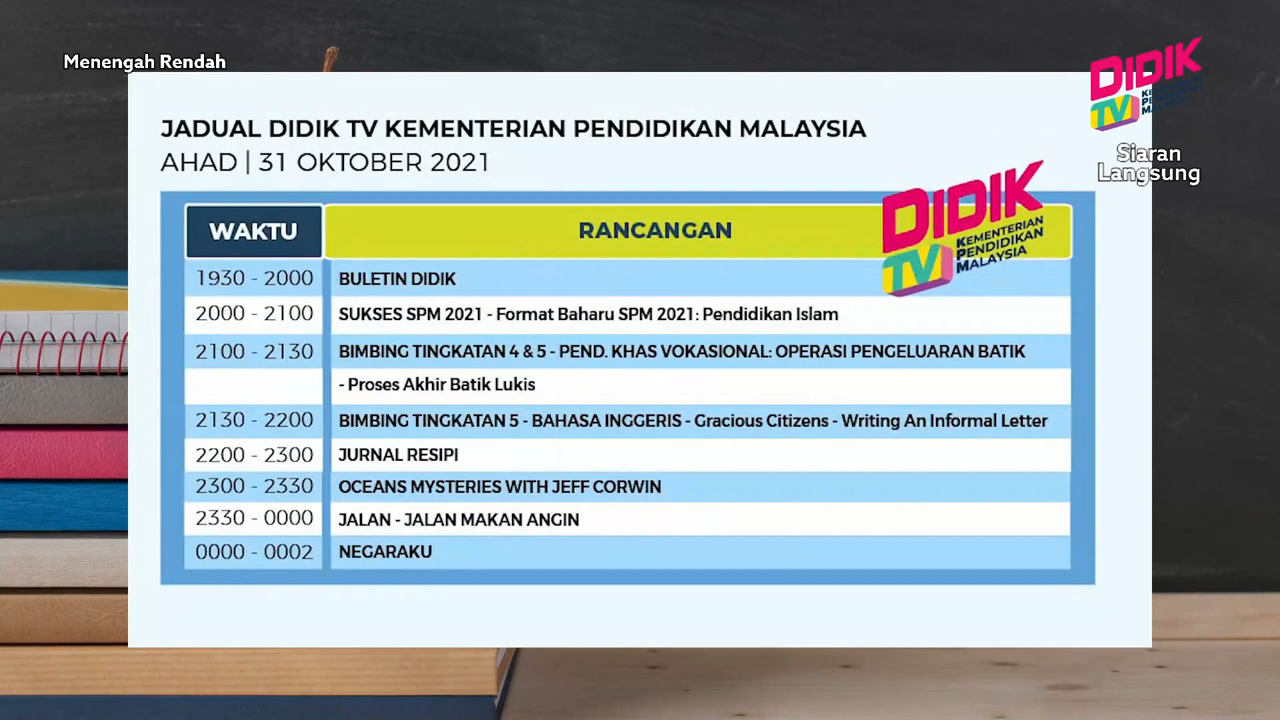 Menengah Rendah
DIDIK
TV
Siaran
Langsung
JADUAL DIDIK TV KEMENTERIAN PENDIDIKAN MALAYSIA
AHAD | 31 OKTOBER 2021
DIDIK
TV KEMENTERIAN
PENDIDIKAN
MALAYSIA
WAKTU RANCANGAN
1930 - 2000 BULETIN DIDIK
2000 - 2100 SUKSES SPM 2021 - Format Baharu SPM 2021: Pendidikan Islam
2100 - 2130 BIMBING TINGKATAN 4 & 5 - PEND. KHAS VOKASIONAL: OPERASI PENGELUARAN BATIK
- Proses Akhir Batik Lukis
2130 - 2200 BIMBING TINGKATAN 5 - BAHASA INGGERIS - Gracious Citizens - Writing An Informal Letter
2200 - 2300 JURNAL RESIPI
2300 - 2330 OCEANS MYSTERIES WITH JEFF CORWIN
2330 - 0000 JALAN - JALAN MAKAN ANGIN
0000 - 0002 NEGARAKU